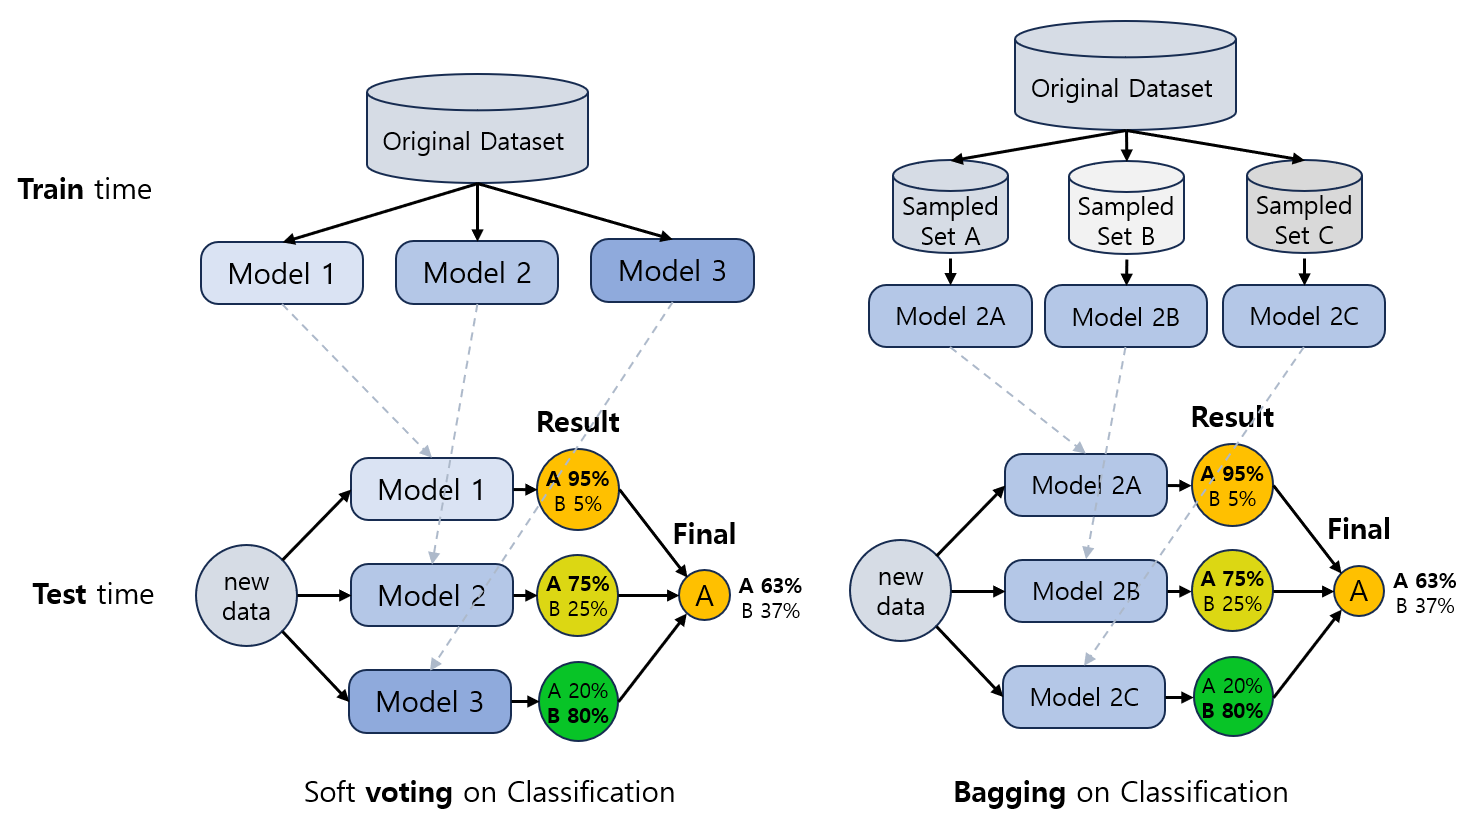 Original Dataset
Train time
Model 1
Model 2
Model 3
Result
Model 1
A 95%
B 5%
Final
Test time
new
data
Model 2
A 75%
B 25%
A
A 63%
B 37%
Model 3
A 20%
B 80%
Soft voting on Classification
Original Dataset
Sampled
Set A
Sampled
Set B
Sampled
Set C
Model 2A
Model 2B
Model 2C
Result
Model 2A
A 95%
B 5%
Final
new
data
Model 2B
A 75%
B 25%
A
A 63%
B 37%
Model 2C
A 20%
B 80%
Bagging on Classification